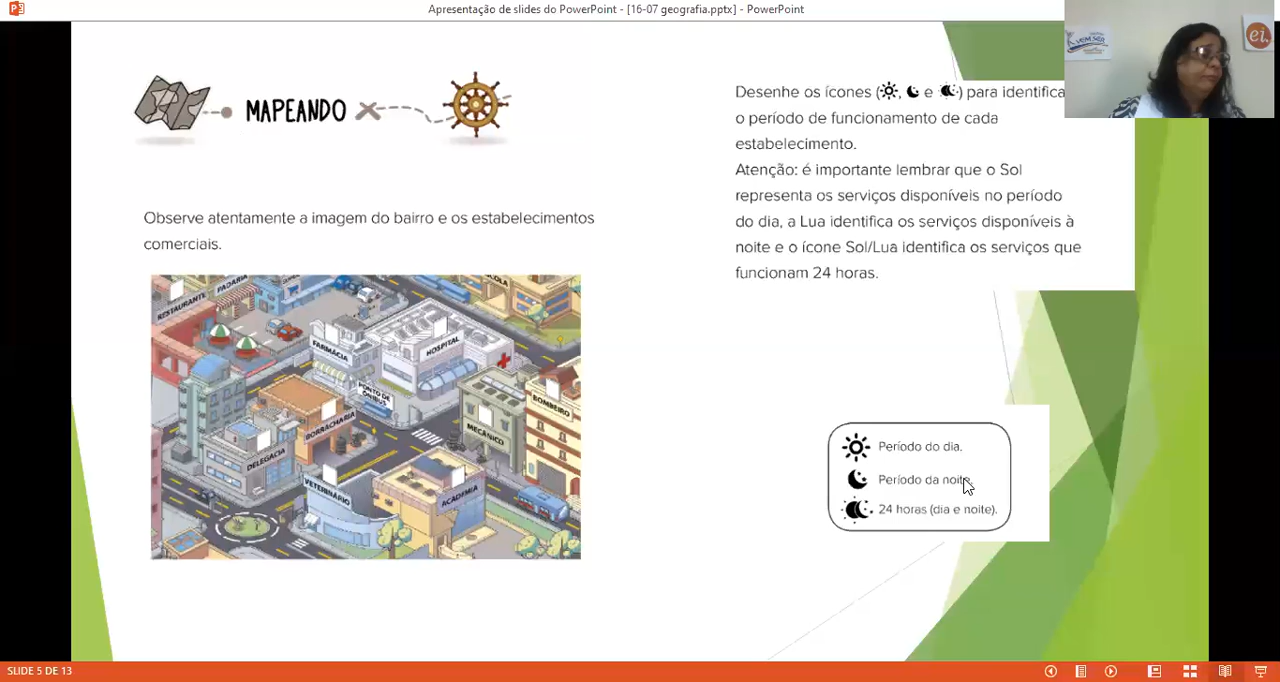 Apresentação de slides do PowerPoint - [16-07 geografia.pptx] - PowerPoint
ei.
MAPEANDO
Observe atentamente a imagem do bairro e os estabelecimentos
comerciais.
RESTAURANTE
PADARIA
FARMÁCIA
HOSPITAL
PONTO DE
ÔNIBUS
BOMBEIRO
BORRACHARIA
MECÂNICO
DELEGACIA
VETERINÁRIO
ACADEMIA
Desenhe os ícones ( , e ) para identifica
o período de funcionamento de cada
estabelecimento.
Atenção: é importante lembrar que o Sol
representa os serviços disponíveis no período
do dia, a Lua identifica os serviços disponíveis à
noite e o ícone Sol/Lua identifica os serviços que
funcionam 24 horas.
Período do dia.
Período da noite.
24 horas (dia e noite).
SLIDE 5 DE 13